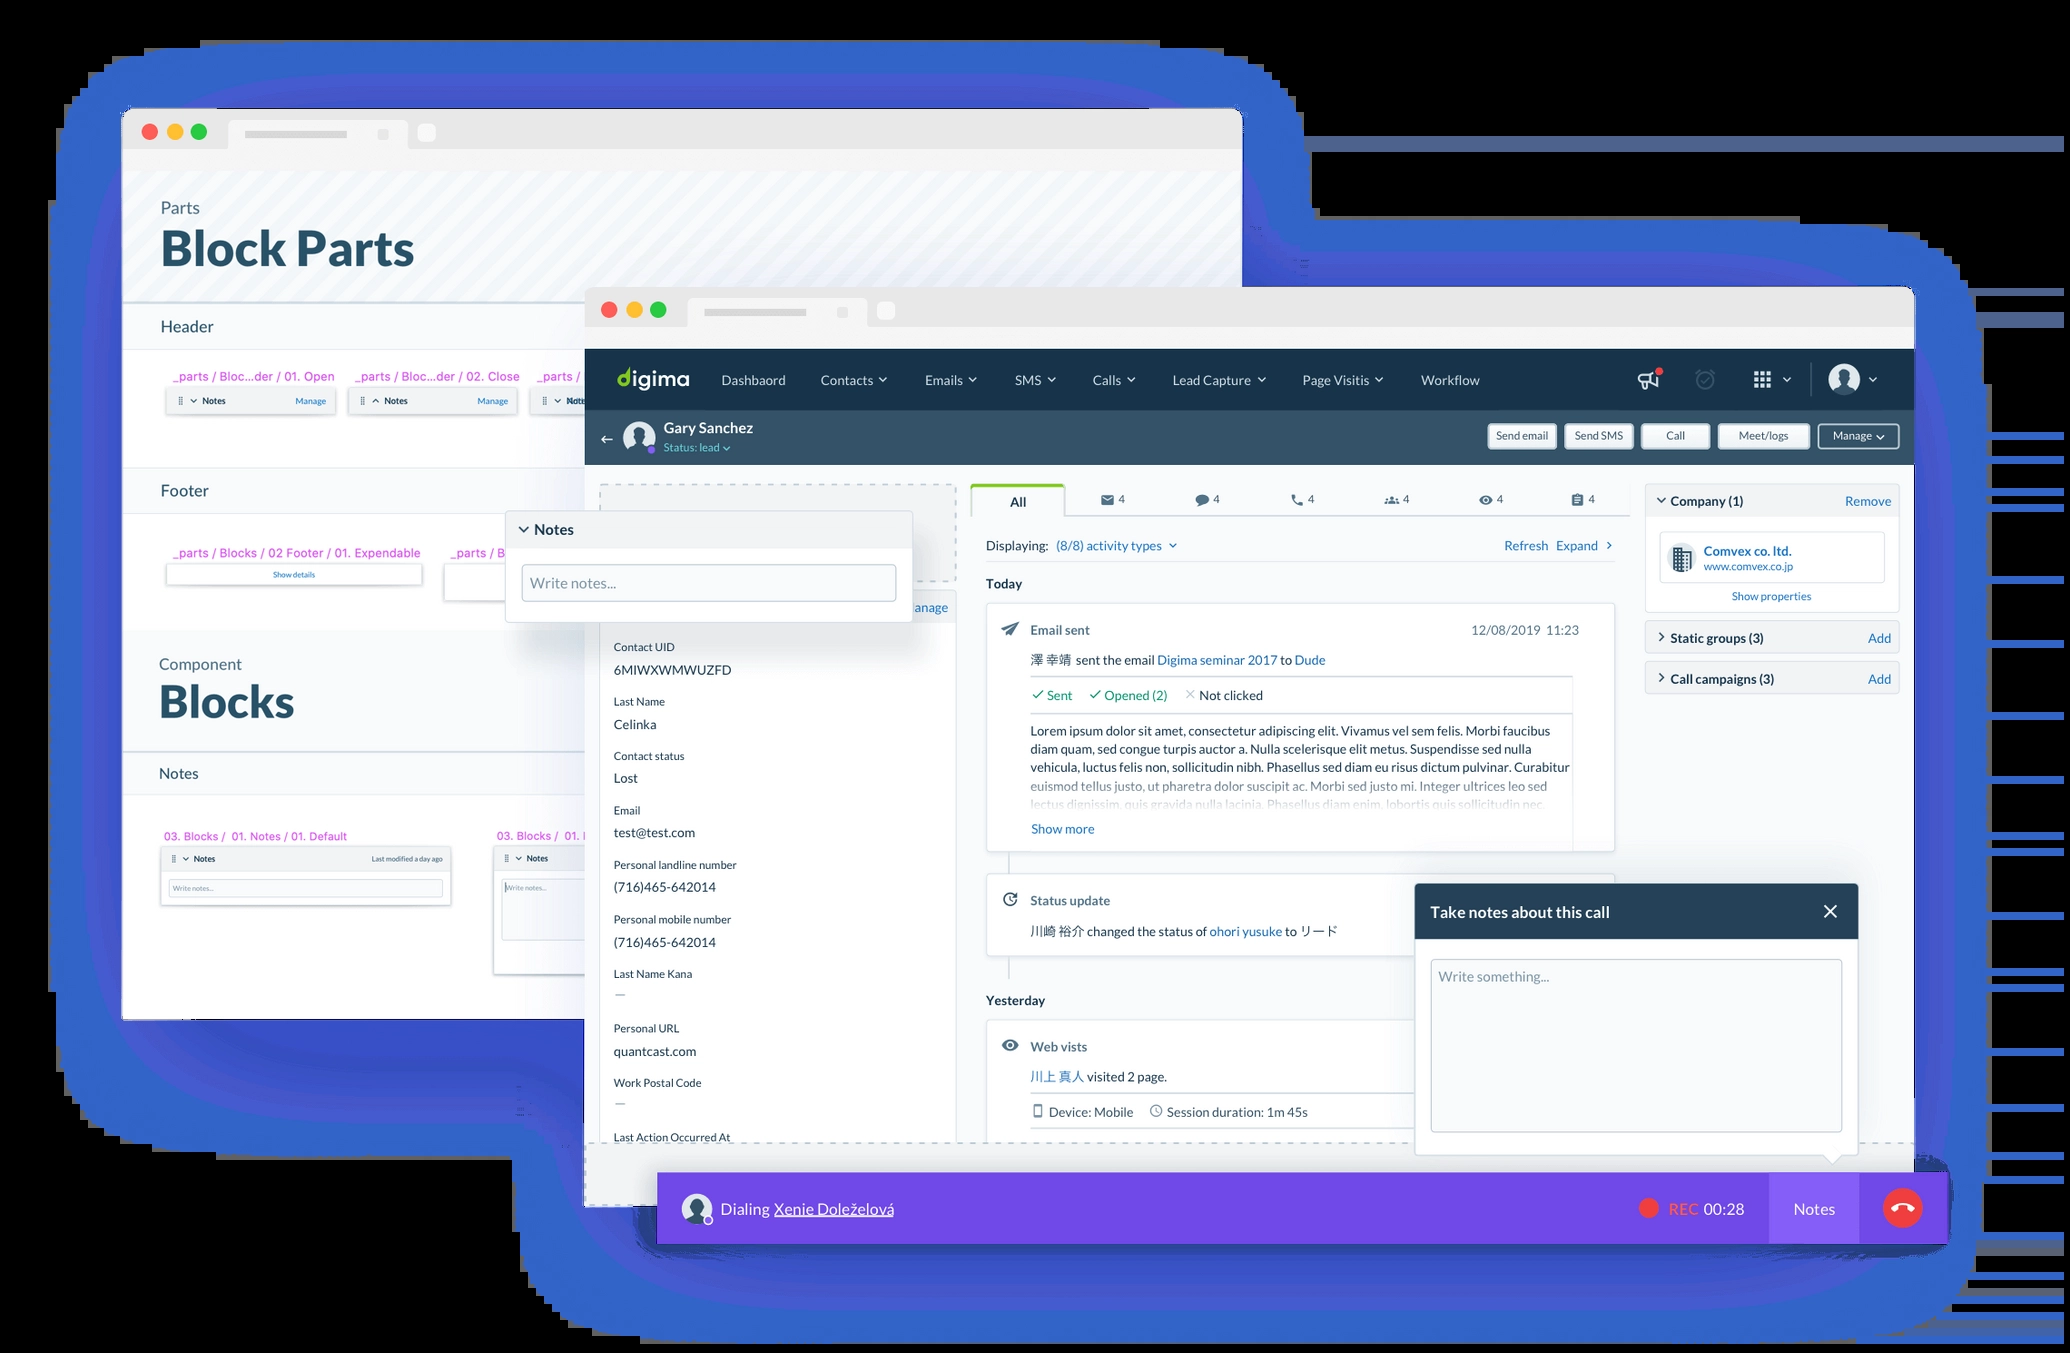 Parts
Block Parts
Header
_parts / Bloc...der / 01. Open
_parts / Bloc...der / 02. Close
_parts /
Notes
Manage
Notes
Manage
Footer
_parts / Blocks / 02 Footer / 01. Expendable
_parts / B
Show details
Component
Blocks
Notes
03. Blocks / 01. Notes / 01. Default
03. Blocks / 01.
Notes
Last modified a day ago
Notes
Write notes...
Write notes...
digima
Dashbaord
Contacts
Emails
SMS
Calls
Lead Capture
Page Visitis
Workflow
Gary Sanchez
Status: lead
Send email
Send SMS
Call
Meet/logs
Manage
Notes
Write notes...
anage
Contact UID
6MIWXWMWUZFD
Last Name
Celinka
Contact status
Lost
Email
test@test.com
Personal landline number
(716)465-642014
Personal mobile number
(716)465-642014
Last Name Kana
—
Personal URL
quantcast.com
Work Postal Code
—
Last Action Occurred At
All
4
4
4
4
4
4
Displaying: (8/8) activity types
Refresh
Expand
Today
Email sent
12/08/2019 11:23
澤 幸靖 sent the email Digima seminar 2017 to Dude
Sent
Opened (2)
Not clicked
Lorem ipsum dolor sit amet, consectetur adipiscing elit. Vivamus vel sem felis. Morbi faucibus
diam quam, sed congue turpis auctor a. Nulla scelerisque elit metus. Suspendisse sed nulla
vehicula, luctus felis non, sollicitudin nibh. Phasellus sed diam eu risus dictum pulvinar. Curabitur
euismod tellus justo, ut pharetra dolor suscipit ac. Morbi sed justo mi. Integer ultrices leo sed
lectus dignissim, quis gravida nulla lacinia. Phasellus diam enim, lobortis quis sollicitudin nec
Show more
Status update
川崎 裕介 changed the status of ohori yusuke to リード
Yesterday
Web vists
川上 真人 visited 2 page.
Device: Mobile
Session duration: 1m 45s
Company (1)
Remove
Comvex co. ltd.
www.comvex.co.jp
Show properties
Static groups (3)
Add
Call campaigns (3)
Add
Take notes about this call
Write something...
Dialing Xenie Doleželová
REC 00:28
Notes